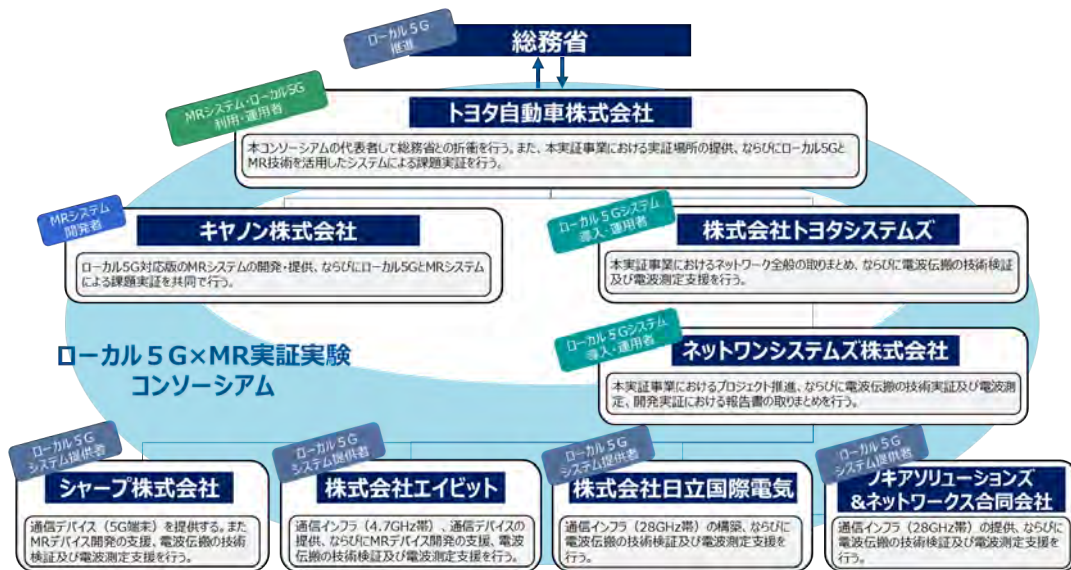 ローカル５G
推進
総務省
MRシステム・ローカル5G
利用・運用者
トヨタ自動車株式会社
本コンソーシアムの代表者して総務省との折衝を行う。また、本実証事業における実証場所の提供、ならびにローカル5Gと
MR技術を活用したシステムによる課題実証を行う。
MRシステム
開発者
キヤノン株式会社
ローカル5G対応版のMRシステムの開発・提供、ならびにローカル5GとMRシステム
による課題実証を共同で行う。
ローカル５Gシステム
導入・運用者
株式会社トヨタシステムズ
本実証事業におけるネットワーク全般の取りまとめ、ならびに電波伝搬の技術検証
及び電波測定支援を行う。
ローカル５Gシステム
導入・運用者
ネットワンシステムズ株式会社
本実証事業におけるプロジェクト推進、ならびに電波伝搬の技術実証及び電波測
定、開発実証における報告書の取りまとめを行う。
ローカル５G×MR実証実験
コンソーシアム
ローカル５G
システム提供者
シャープ株式会社
通信デバイス（5G端末）を提供する。また
MRデバイス開発の支援、電波伝搬の技術
検証及び電波測定支援を行う。
ローカル５G
システム提供者
株式会社エイビット
通信インフラ（4.7GHz帯）、通信デバイスの
提供、ならびにMRデバイス開発の支援、電波
伝搬の技術検証及び電波測定支援を行う。
ローカル５G
システム提供者
株式会社日立国際電気
通信インフラ（28GHz帯）の構築、ならびに
電波伝搬の技術検証及び電波測定支援を
行う。
ローカル５G
システム提供者
ノキアソリューションズ
&ネットワークス合同会社
通信インフラ（28GHz帯）の提供、ならびに
電波伝搬の技術検証及び電波測定支援を
行う。